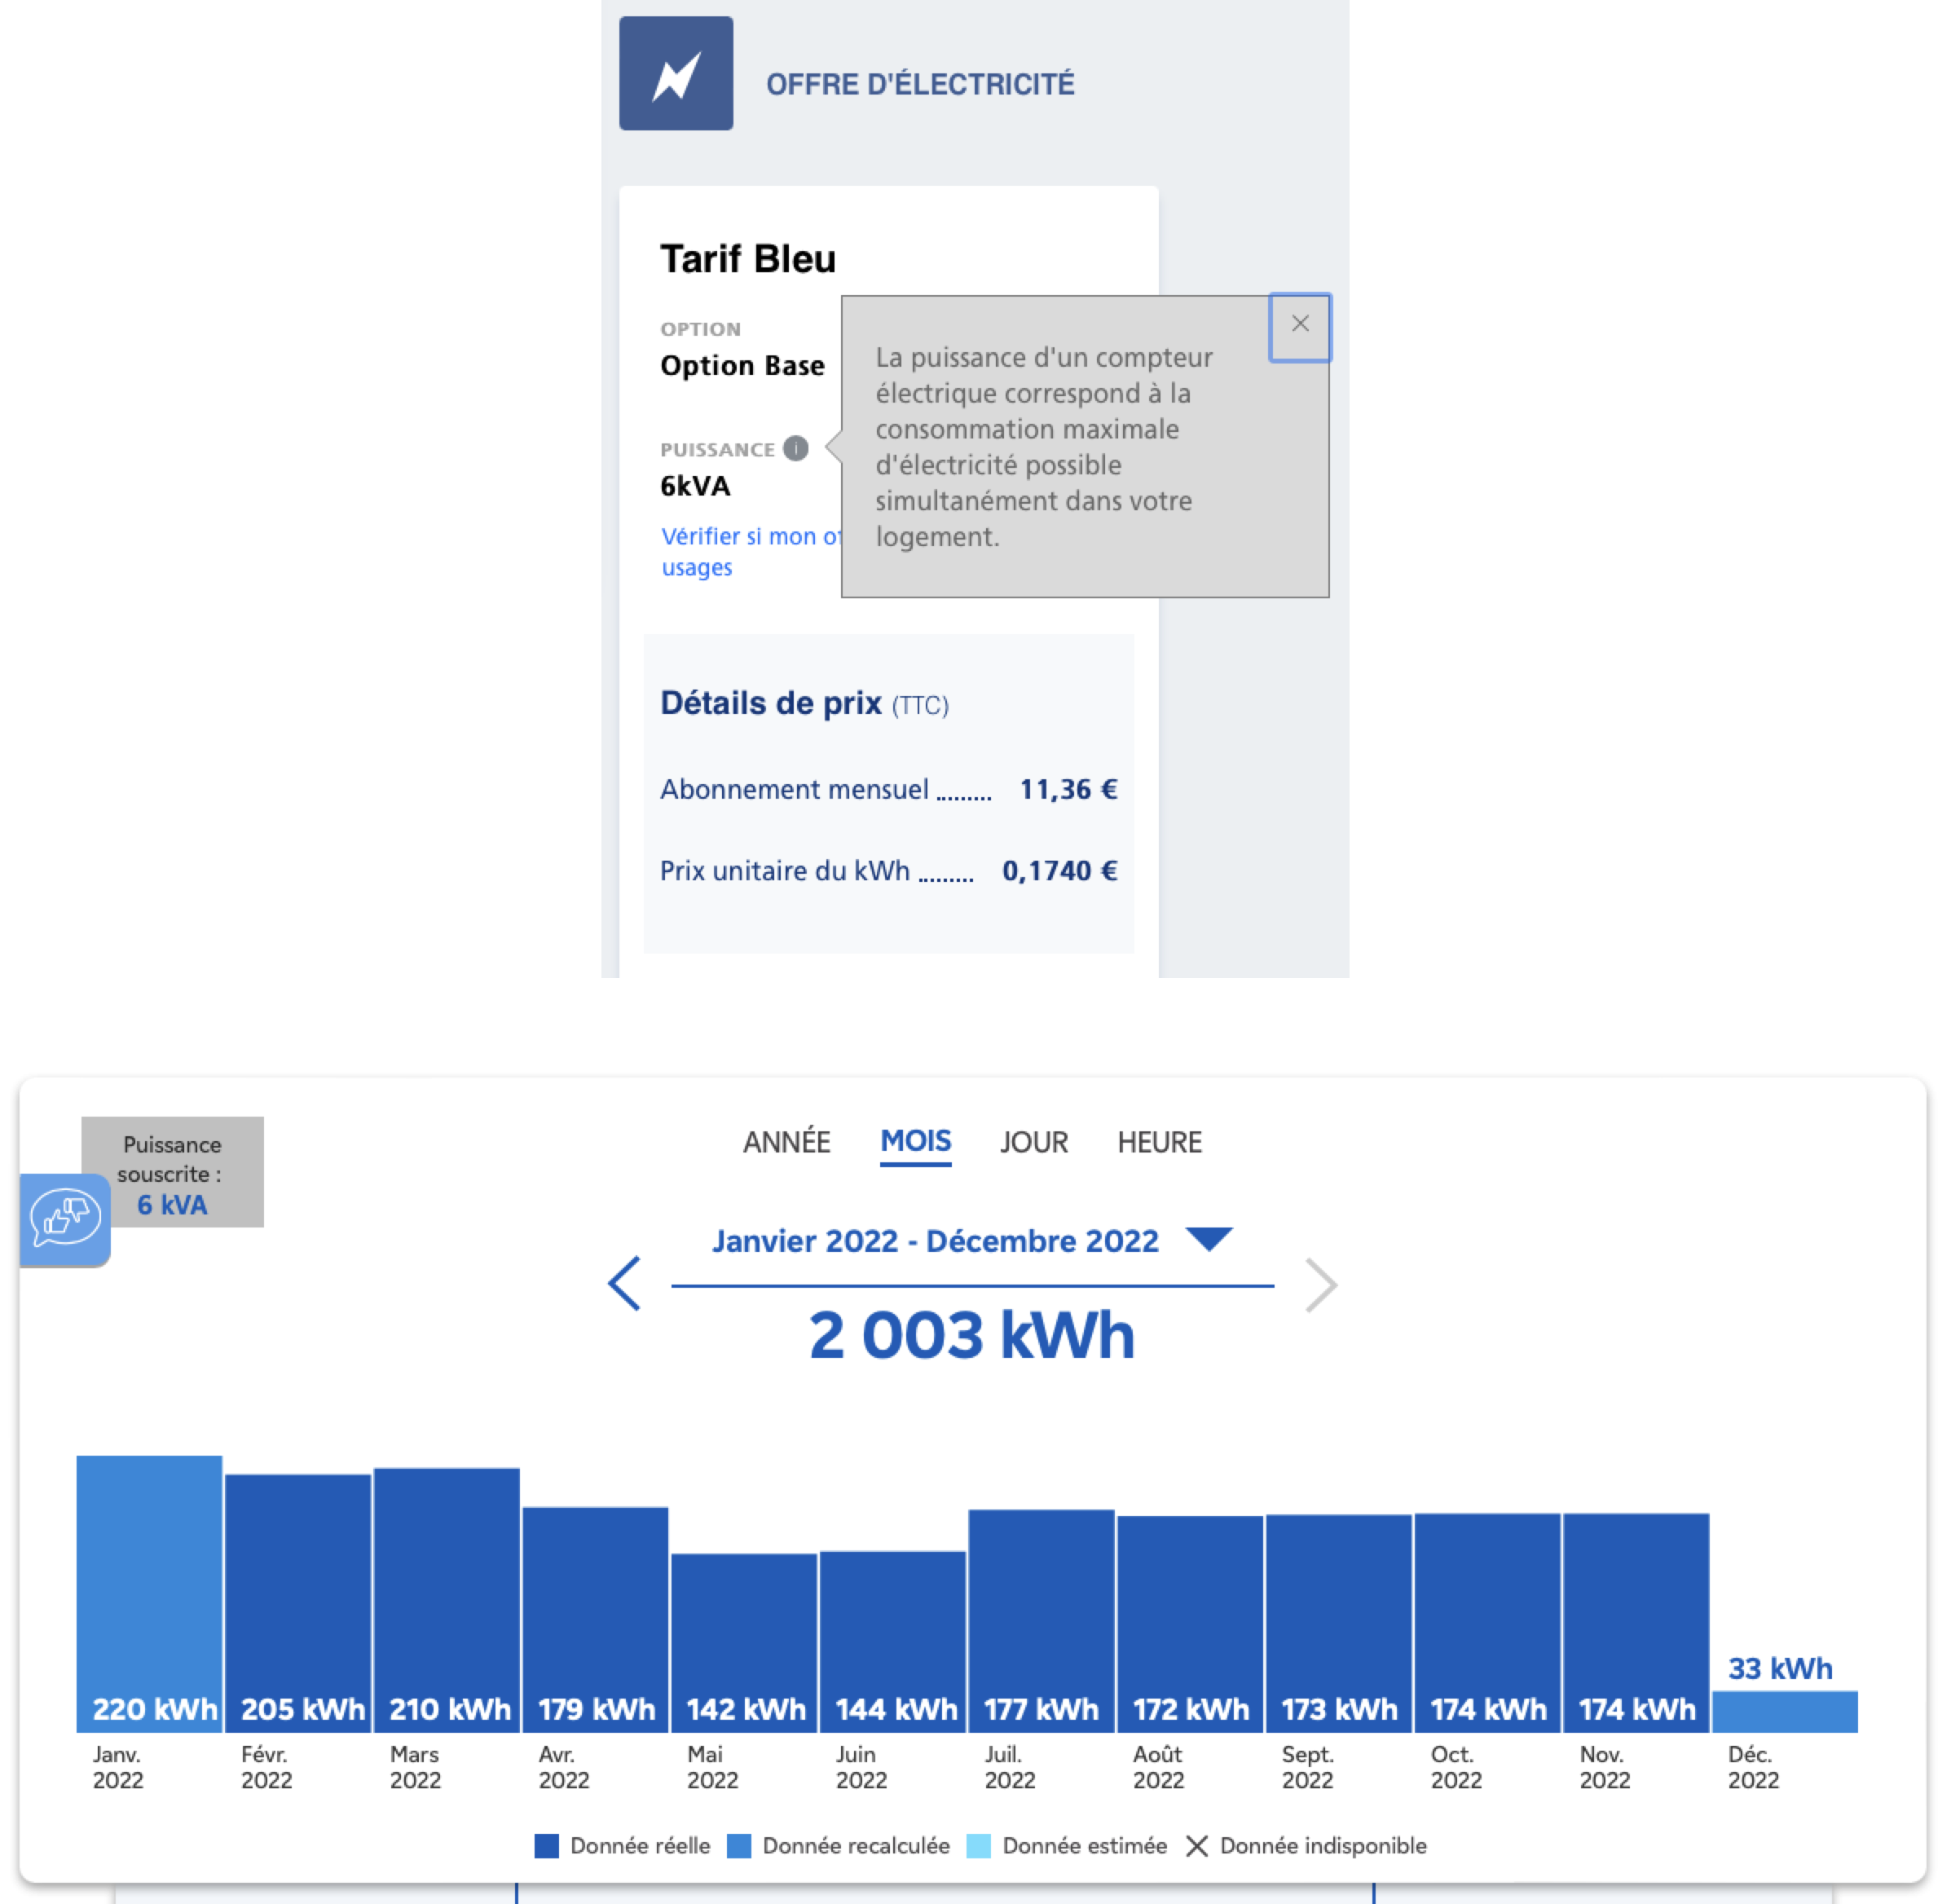 OFFRE D'ÉLECTRICITÉ
Tarif Bleu
OPTION
Option Base
PUISSANCE i
6kVA
Vérifier si mon
usages
La puissance d'un compteur
électrique correspond à la
consommation maximale
d'électricité possible
simultanément dans votre
logement.
Détails de prix (TTC)
Abonnement mensuel ......... 11,36 €
Prix unitaire du kWh ......... 0,1740 €
Puissance
souscrite :
6 kVA
ANNÉE MOIS JOUR HEURE
Janvier 2022 - Décembre 2022
2 003 kWh
33 kWh
220 kWh 205 kWh 210 kWh 179 kWh 142 kWh 144 kWh 177 kWh 172 kWh 173 kWh 174 kWh 174 kWh
Janv. Févr. Mars Avr. Mai Juin Juil. Août Sept. Oct. Nov. Déc.
2022 2022 2022 2022 2022 2022 2022 2022 2022 2022 2022 2022
Donnée réelle Donnée recalculée Donnée estimée Donnée indisponible